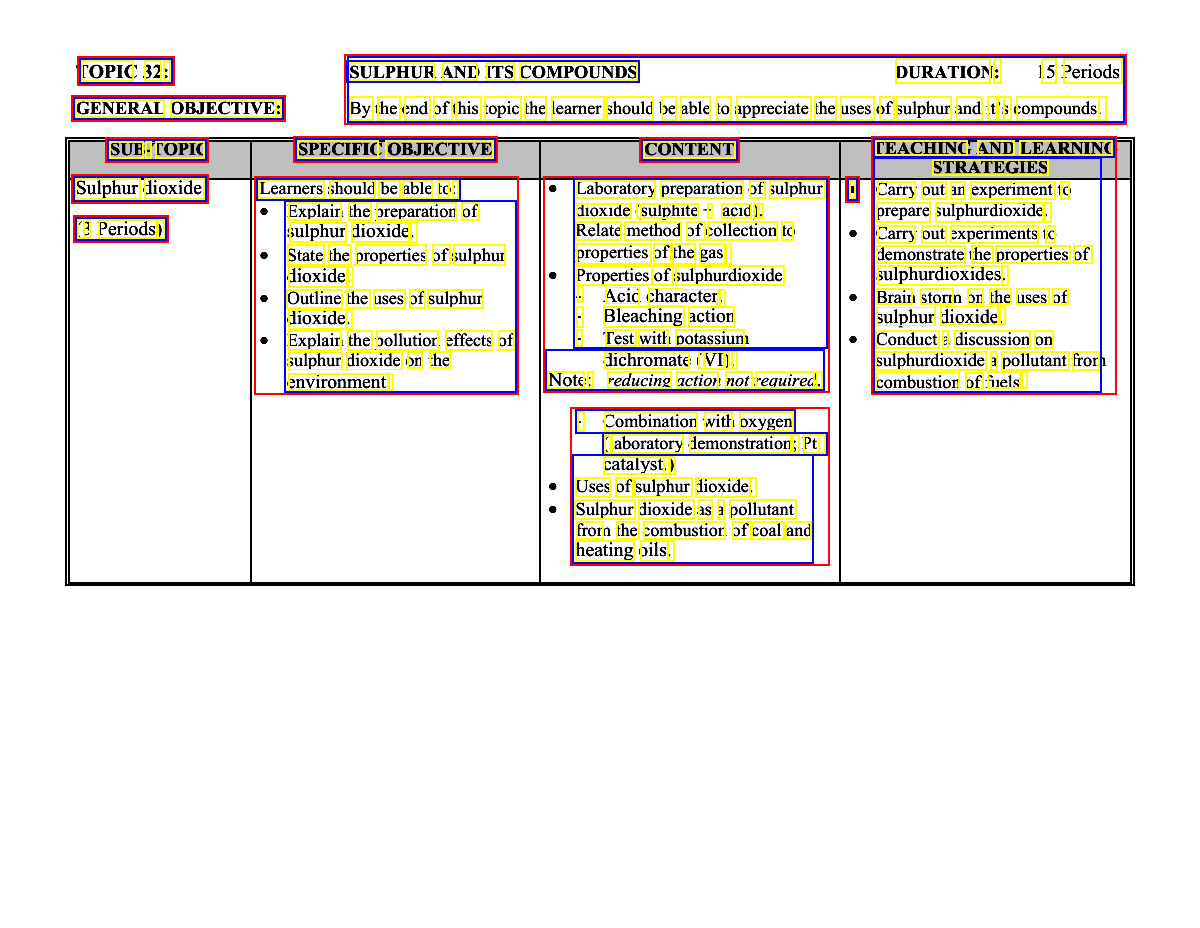 TOPIC 32: SULPHUR AND ITS COMPOUNDS DURATION: 15 Periods
GENERAL OBJECTIVE: By the end of this topic the learner should be able to appreciate the uses of sulphur and it's compounds.
SUB-TOPIC
SPECIFIC OBJECTIVE
CONTENT
TEACHING AND LEARNING
STRATEGIES
Sulphur dioxide
(3 Periods)
Learners should be able to:
• Explain the preparation of
sulphur dioxide.
• State the properties of sulphur
dioxide
• Outline the uses of sulphur
dioxide.
• Explain the pollution effects of
sulphur dioxide on the
environment
• Laboratory preparation of sulphur
dioxide (sulphite + acid).
Relate method of collection to
properties of the gas
• Properties of sulphurdioxide
- Acid character.
- Bleaching action
- Test with potassium
dichromate (VI).
Note: reducing action not required.
- Combination with oxygen
(laboratory demonstration; Pt
catalyst.)
• Uses of sulphur dioxide.
• Sulphur dioxide as a pollutant
from the combustion of coal and
heating oils.
• Carry out an experiment to
prepare sulphurdioxide.
• Carry out experiments to
demonstrate the properties of
sulphurdioxides.
• Brain storm on the uses of
sulphur dioxide.
• Conduct a discussion on
sulphurdioxide a pollutant from
combustion of fuels